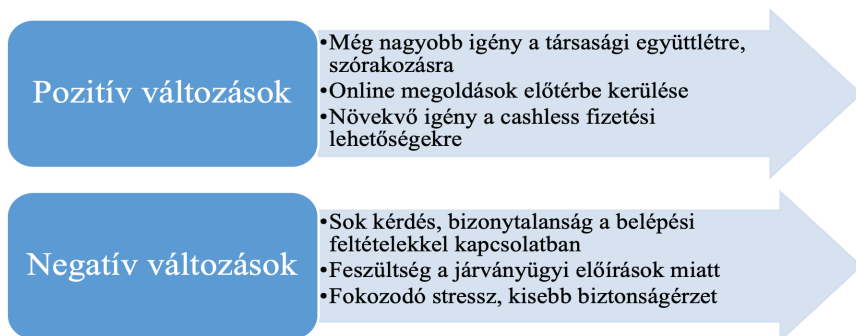 Pozitív változások
•Még nagyobb igény a társasági együttlétre,
szórakozásra
•Online megoldások előtérbe kerülése
•Növekvő igény a cashless fizetési
lehetőségekre
Negatív változások
•Sok kérdés, bizonytalanság a belépési
feltételekkel kapcsolatban
•Feszültség a járványügyi előírások miatt
•Fokozodó stressz, kisebb biztonságérzet